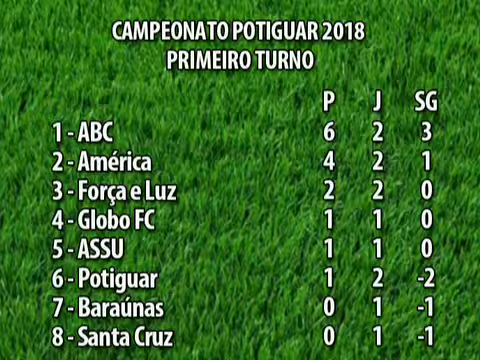 CAMPEONATO POTIGUAR 2018
PRIMEIRO TURNO
P J SG
1 - ABC 6 2 3
2 - América 4 2 1
3 - Força e Luz 2 2 0
4 - Globo FC 1 1 0
5 - ASSU 1 1 0
6 - Potiguar 1 2 -2
7 - Baraúnas 0 1 -1
8 - Santa Cruz 0 1 -1